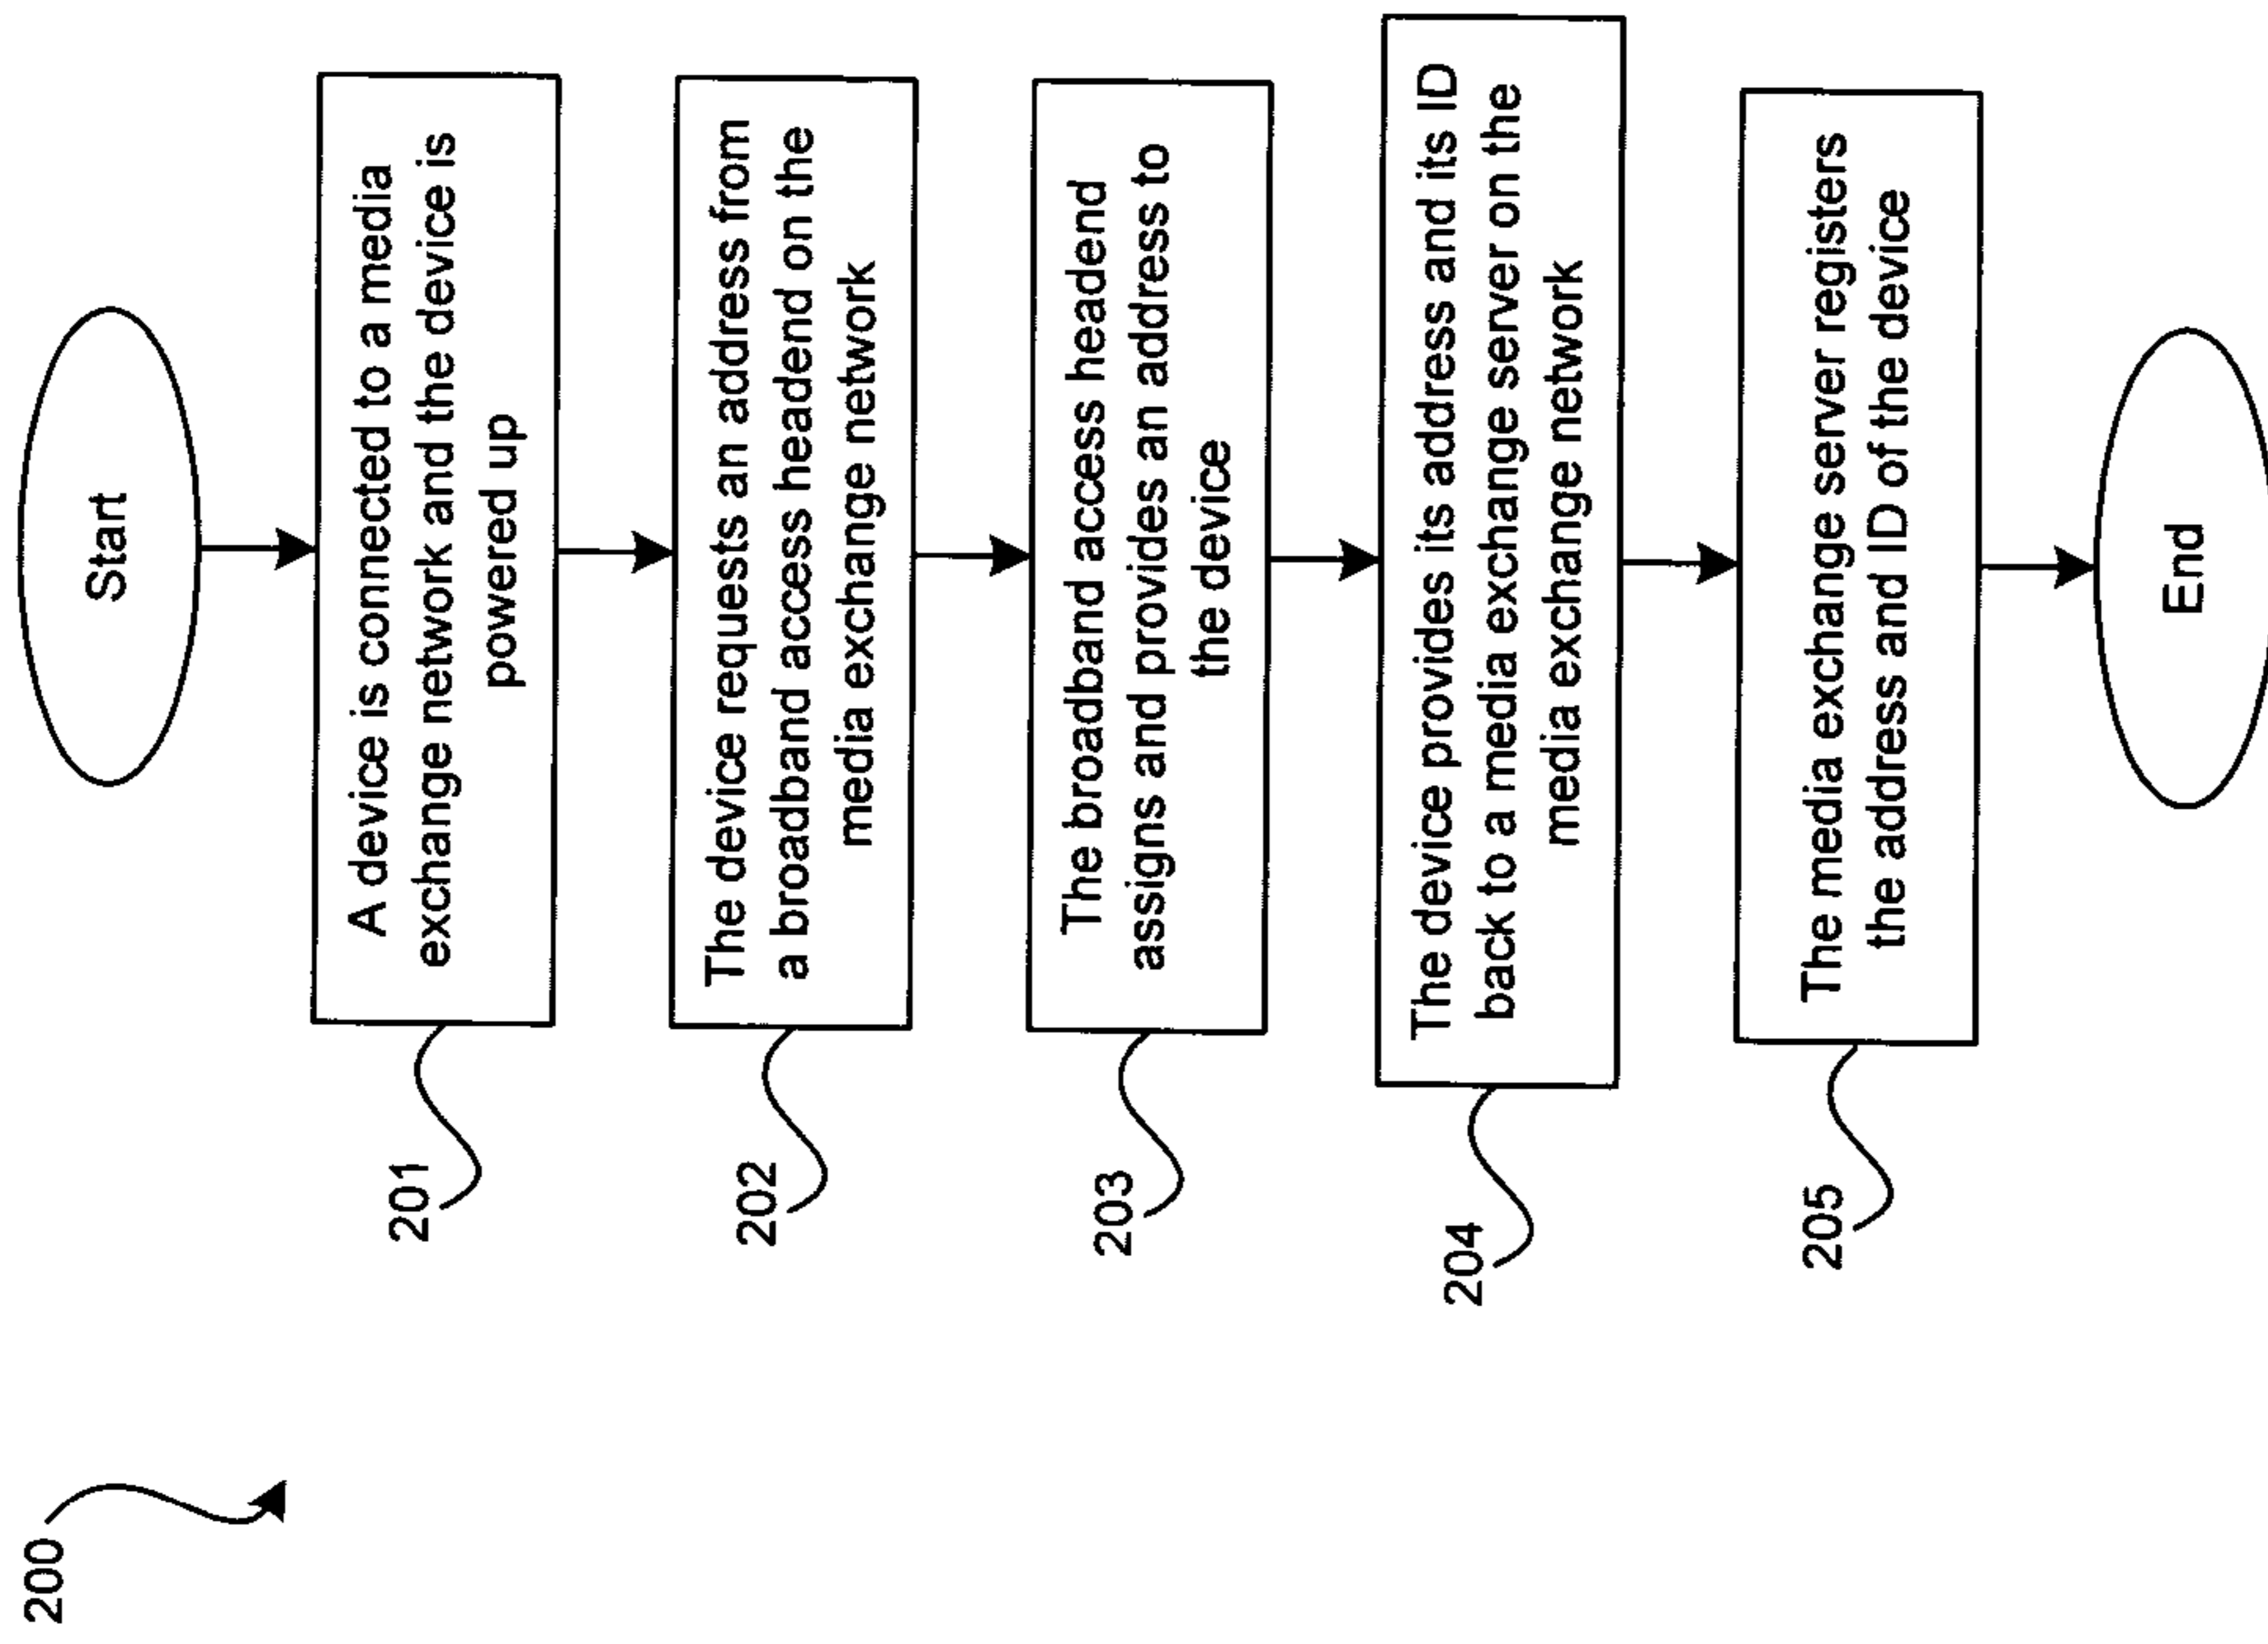 200
Start
201
A device is connected to a media
exchange network and the device is
powered up
202
The device requests an address from
a broadband access headend on the
media exchange network
203
The broadband access headend
assigns and provides an address to
the device
204
The device provides its address and its ID
back to a media exchange server on the
media exchange network
205
The media exchange server registers
the address and ID of the device
End